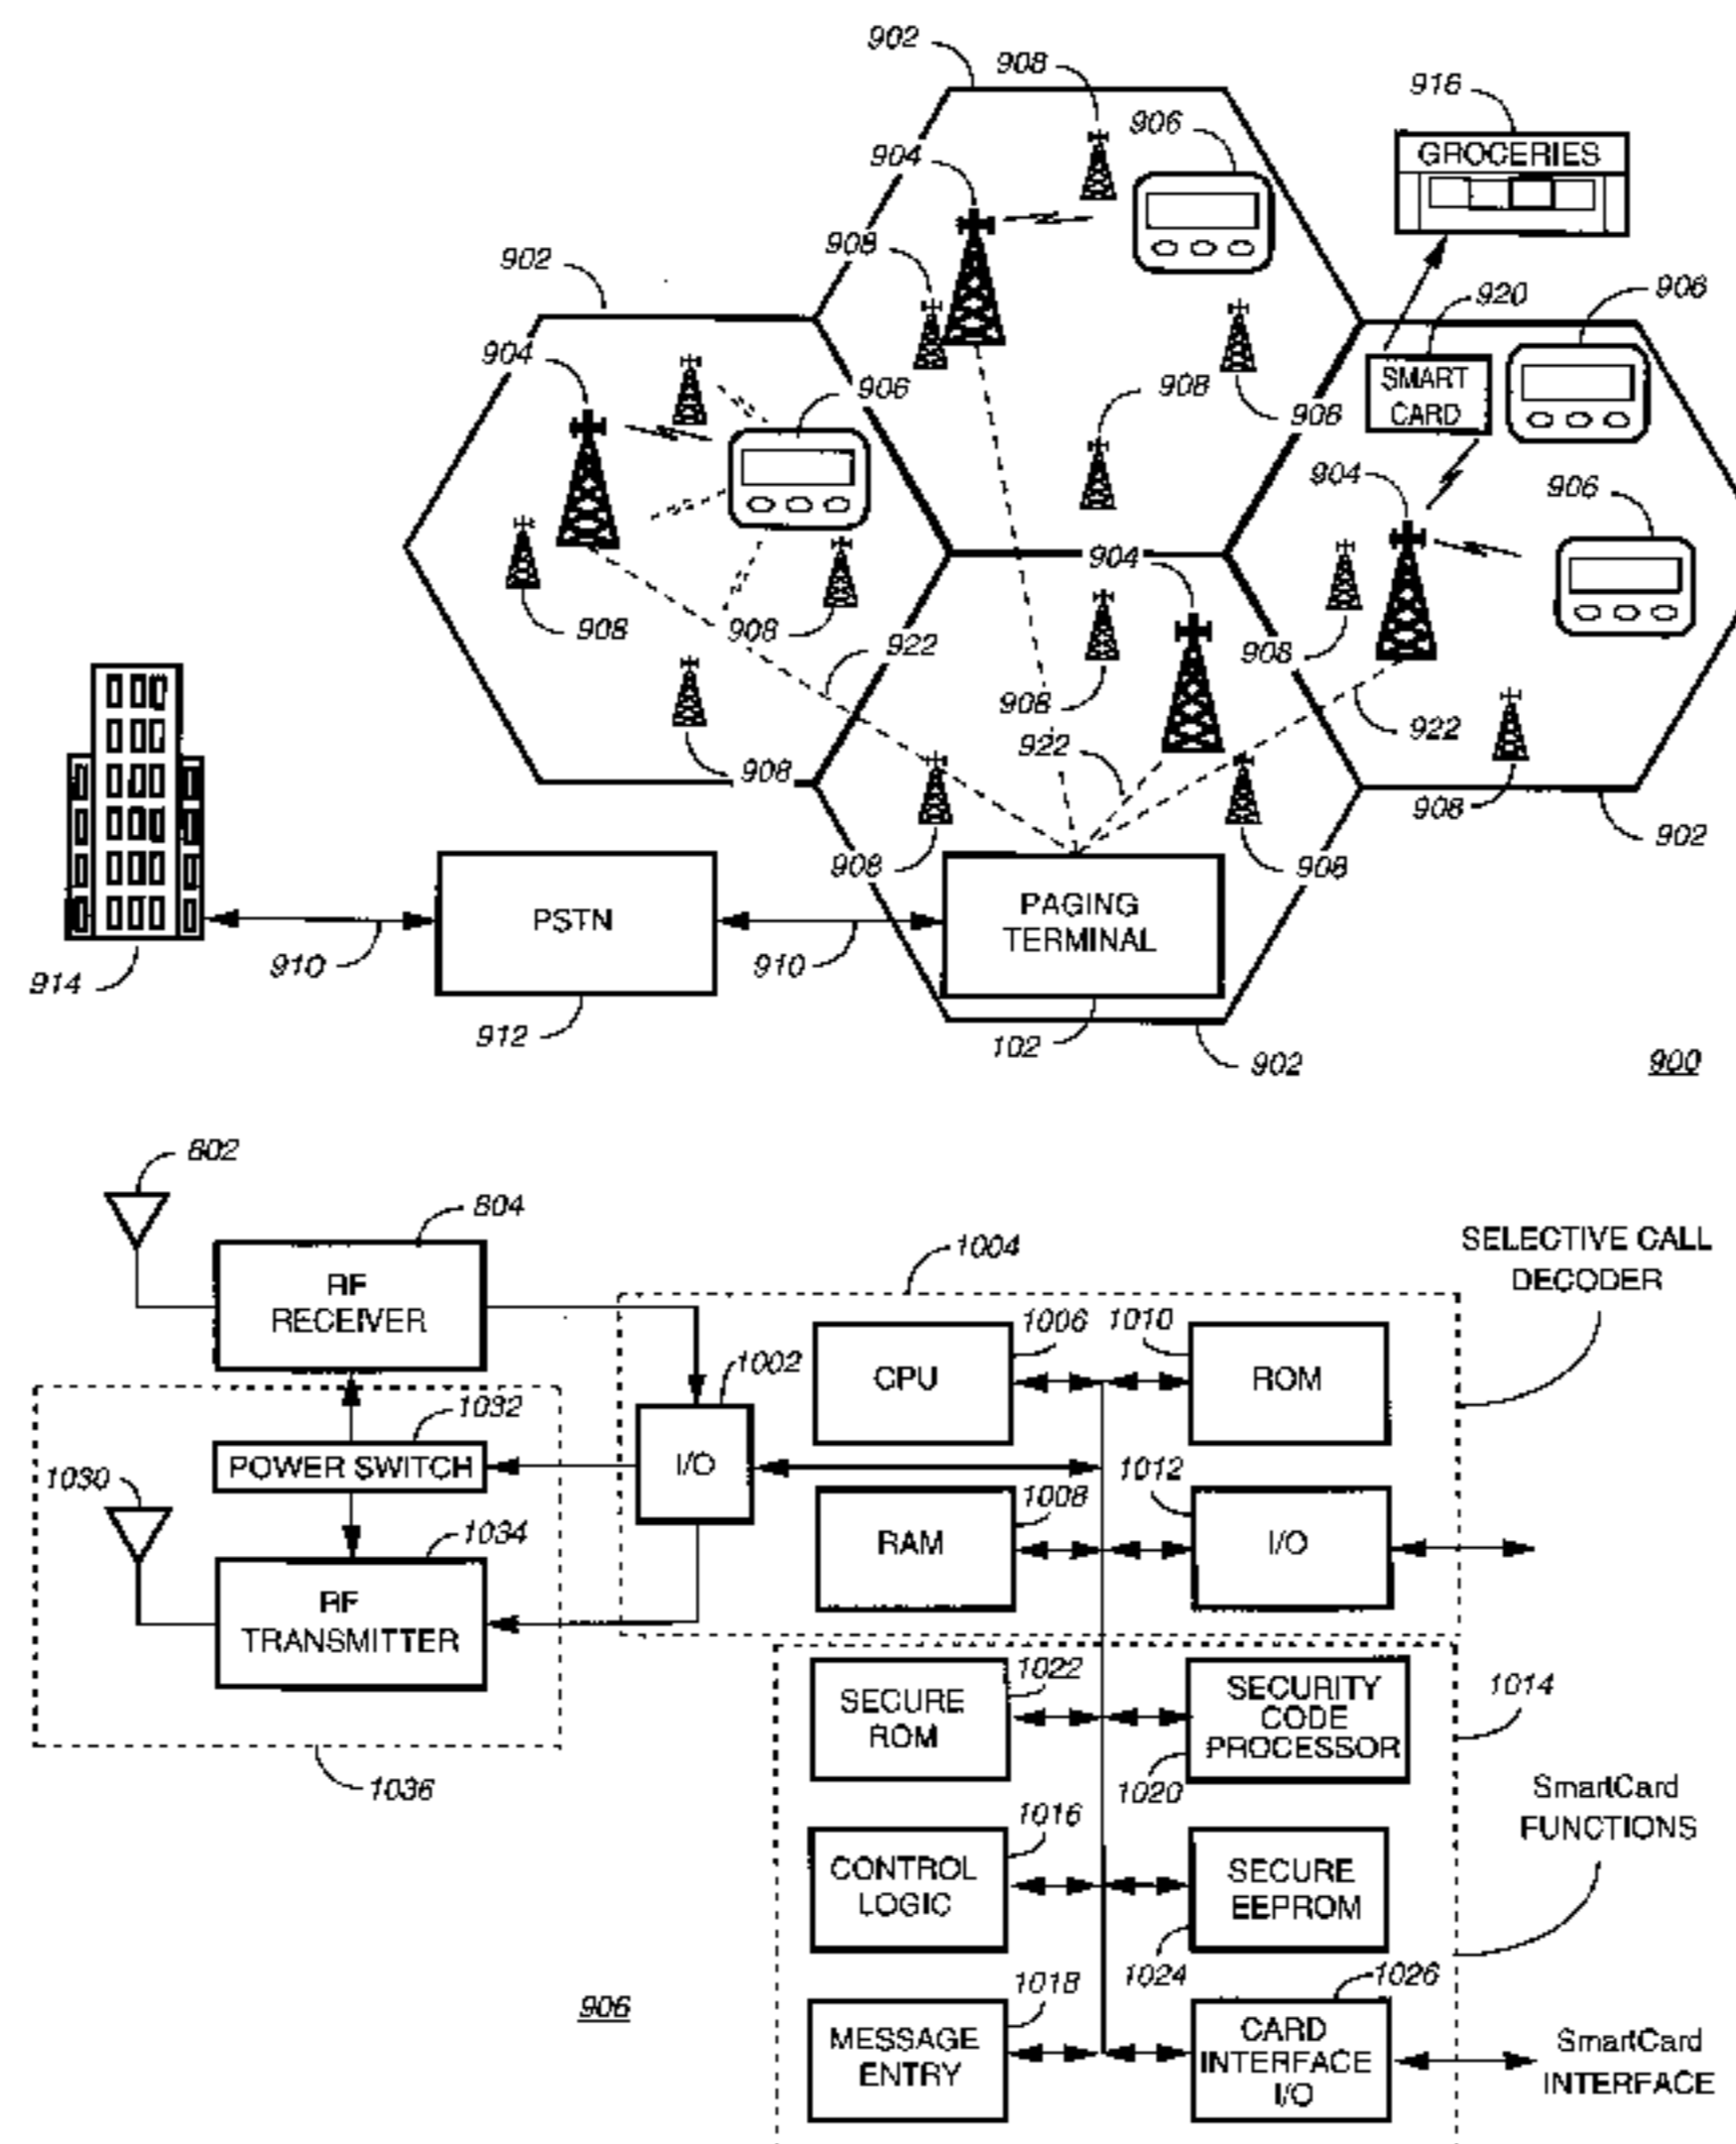 902
908
916
906
904
GROCERIES
908
902
920
906
904
SMART
CARD
906
908
906
904
906
904
908
908
922
908
908
922
922
908
908
902
908
908
PSTN
PAGING
TERMINAL
910
910
914
912
102
902
900
802
804
1004
SELECTIVE CALL
DECODER
RF
RECEIVER
1006
1010
1002
CPU
ROM
1032
POWER SWITCH
I/O
1030
1012
1008
1034
RAM
I/O
RF
TRANSMITTER
1022
1014
SECURE
ROM
SECURITY
CODE
PROCESSOR
1036
1020
SmartCard
FUNCTIONS
1016
CONTROL
LOGIC
SECURE
EEPROM
1018
1024
1026
906
MESSAGE
ENTRY
CARD
INTERFACE
I/O
SmartCard
INTERFACE